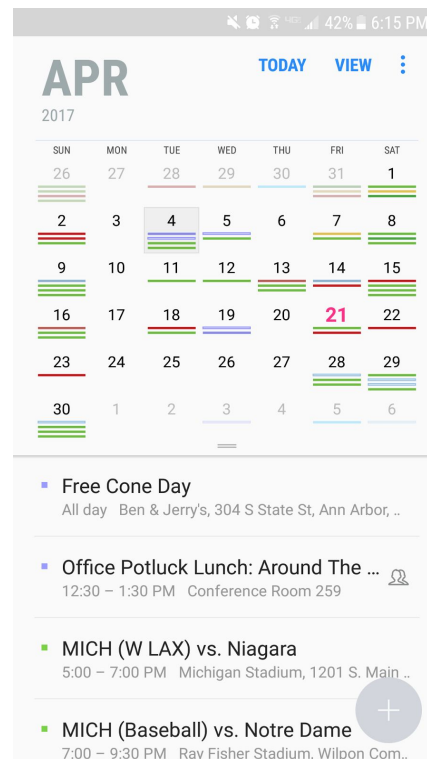 42% 6:15 PM
APR
TODAY VIEW
2017
SUN MON TUE WED THU FRI SAT
26 27 28 29 30 31 1
2 3 4 5 6 7 8
9 10 11 12 13 14 15
16 17 18 19 20 21 22
23 24 25 26 27 28 29
30 1 2 3 4 5 6
Free Cone Day
All day Ben & Jerry's, 304 S State St, Ann Arbor, ..
Office Potluck Lunch: Around The ...
12:30 – 1:30 PM Conference Room 259
MICH (W LAX) vs. Niagara
5:00 – 7:00 PM Michigan Stadium, 1201 S. Main ..
MICH (Baseball) vs. Notre Dame
7:00 – 9:30 PM Ray Fisher Stadium, Wilpon Com..